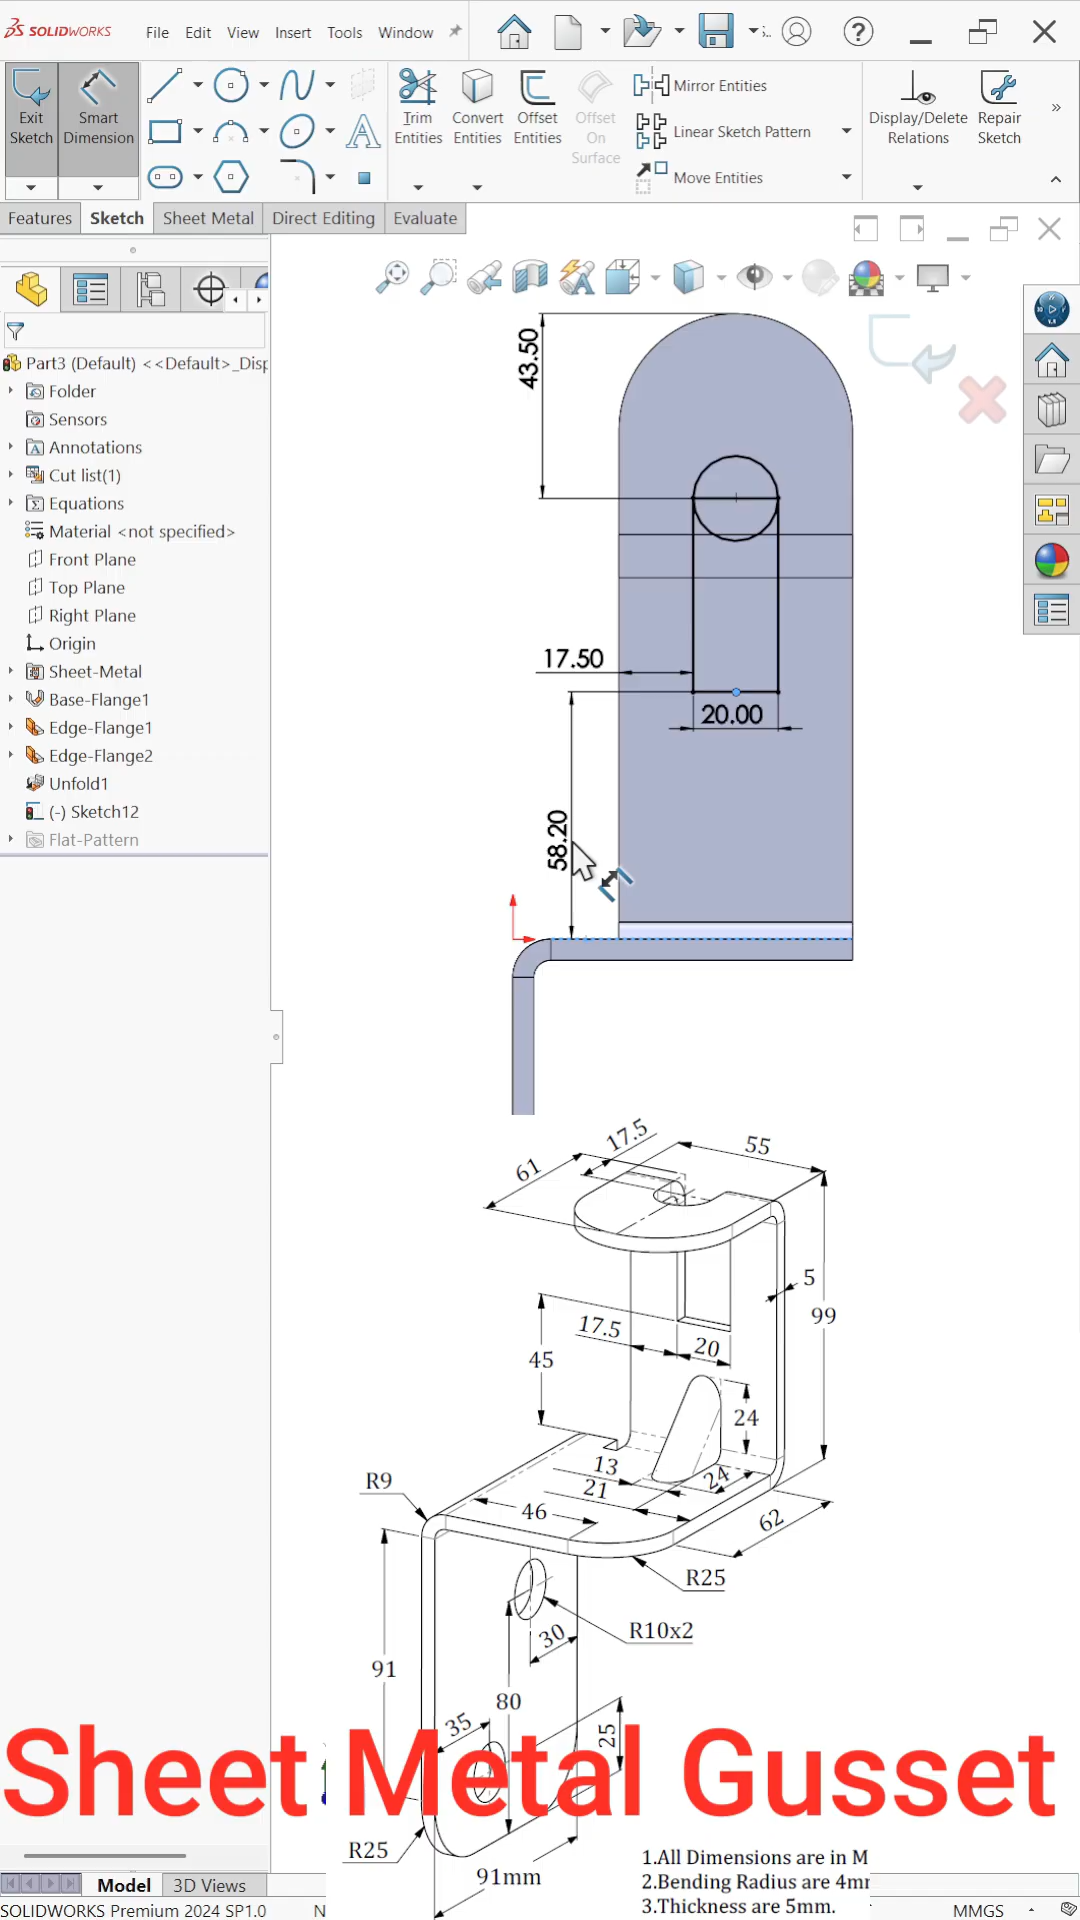 SOLIDWORKS File Edit View Insert Tools Window
Exit Sketch
Smart Dimension
Trim Entities
Convert Entities
Offset Entities
Offset On Surface
Mirror Entities
Linear Sketch Pattern
Move Entities
Display/Delete Relations
Repair Sketch
Features Sketch Sheet Metal Direct Editing Evaluate
Part3 (Default) <<Default>_Disp
Folder
Sensors
Annotations
Cut list(1)
Equations
Material <not specified>
Front Plane
Top Plane
Right Plane
Origin
Sheet-Metal
Base-Flange1
Edge-Flange1
Edge-Flange2
Unfold1
(-) Sketch12
Flat-Pattern
43.50
17.50
20.00
58.20
17.5
55
61
5
99
17.5
20
45
24
13
24
21
R9
46
62
R25
R10x2
30
91
80
35
25
Sheet Metal Gusset
R25
91mm
1.All Dimensions are in M
2.Bending Radius are 4mm
3.Thickness are 5mm.
Model 3D Views
SOLIDWORKS Premium 2024 SP1.0
MMGS